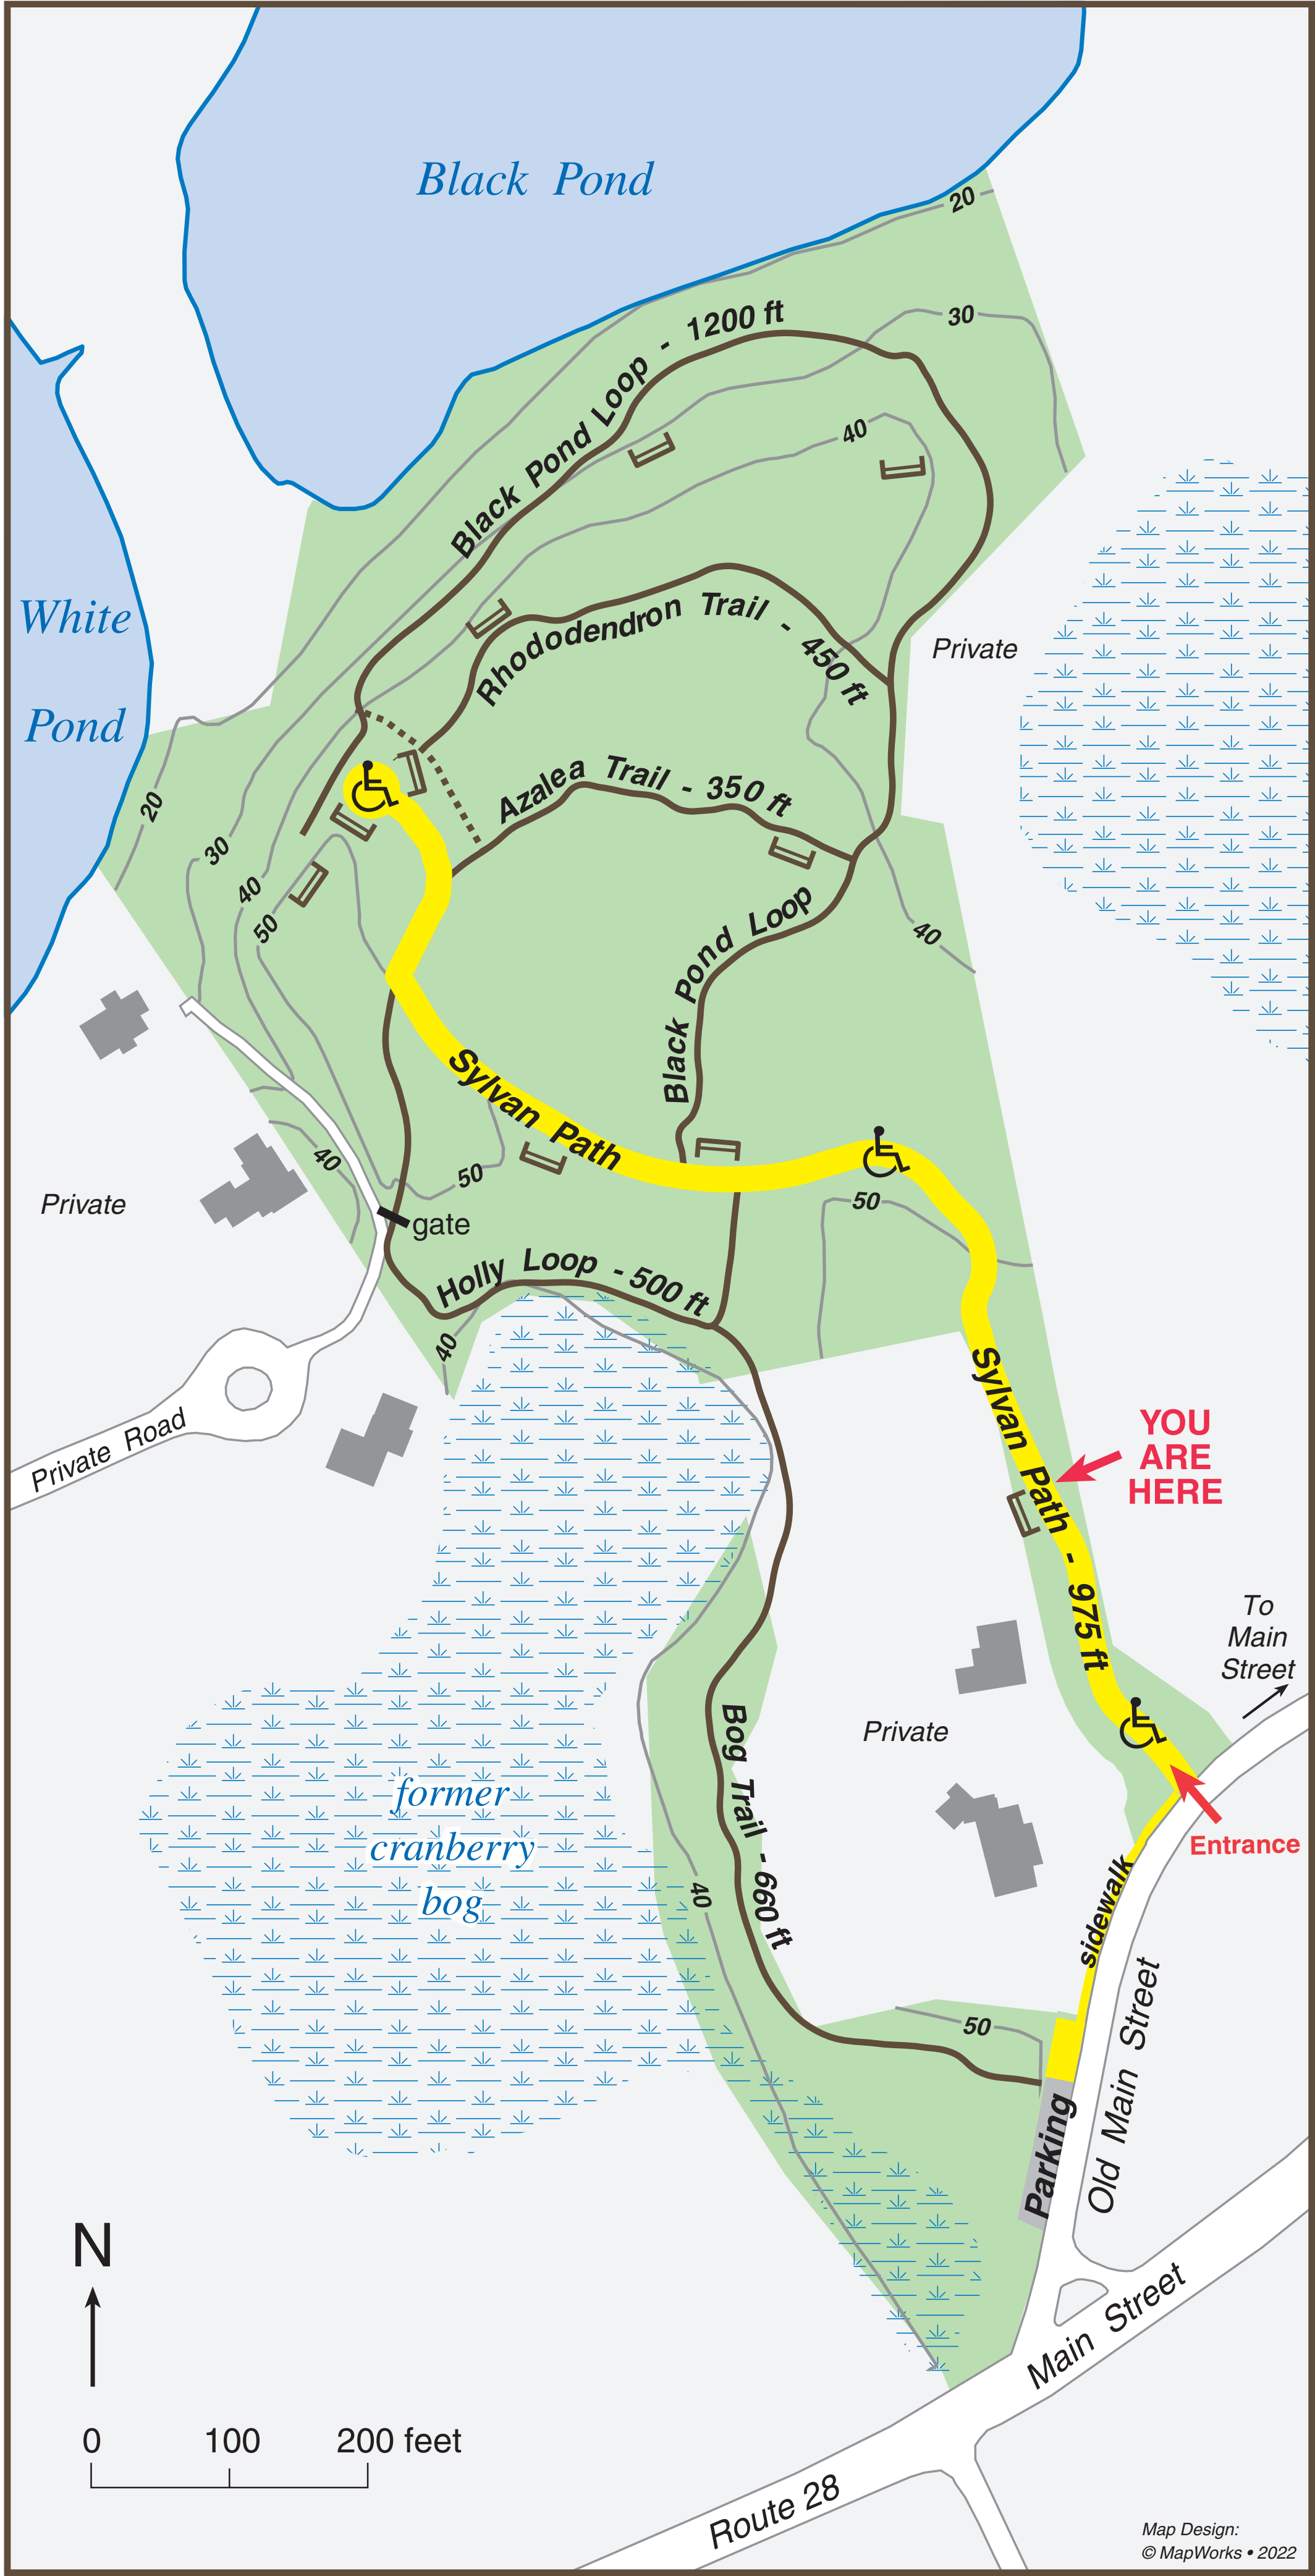 Black Pond
20
Black Pond Loop - 1200 ft
30
40
White
Pond
Rhododendron Trail - 450 ft
Private
Azalea Trail - 350 ft
20
30
40
50
Black Pond Loop
40
Sylvan Path
40
50
50
Private
gate
Holly Loop - 500 ft
40
Private Road
Sylvan Path - 975 ft
YOU
ARE
HERE
To
Main
Street
Private
Bog Trail - 660 ft
former
cranberry
bog
Entrance
sidewalk
40
50
Old Main Street
Parking
N
Main Street
0 100 200 feet
Route 28
Map Design:
© MapWorks • 2022